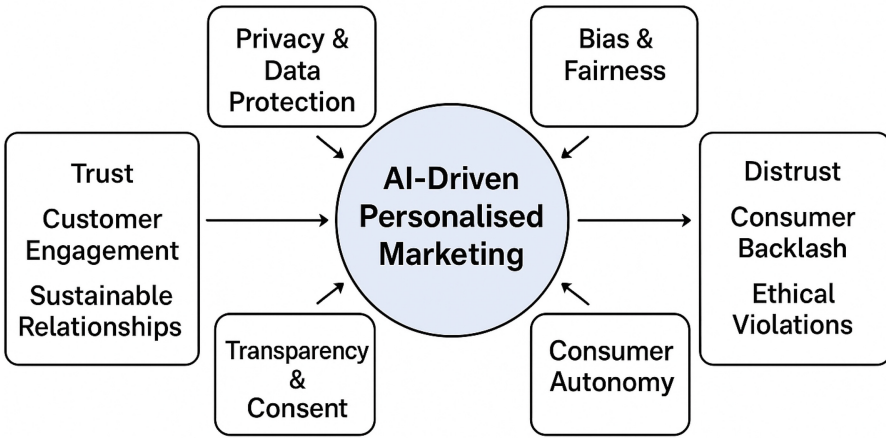 Privacy &
Data
Protection
Bias &
Fairness
Trust
Customer
Engagement
Sustainable
Relationships
AI-Driven
Personalised
Marketing
Distrust
Consumer
Backlash
Ethical
Violations
Transparency
&
Consent
Consumer
Autonomy